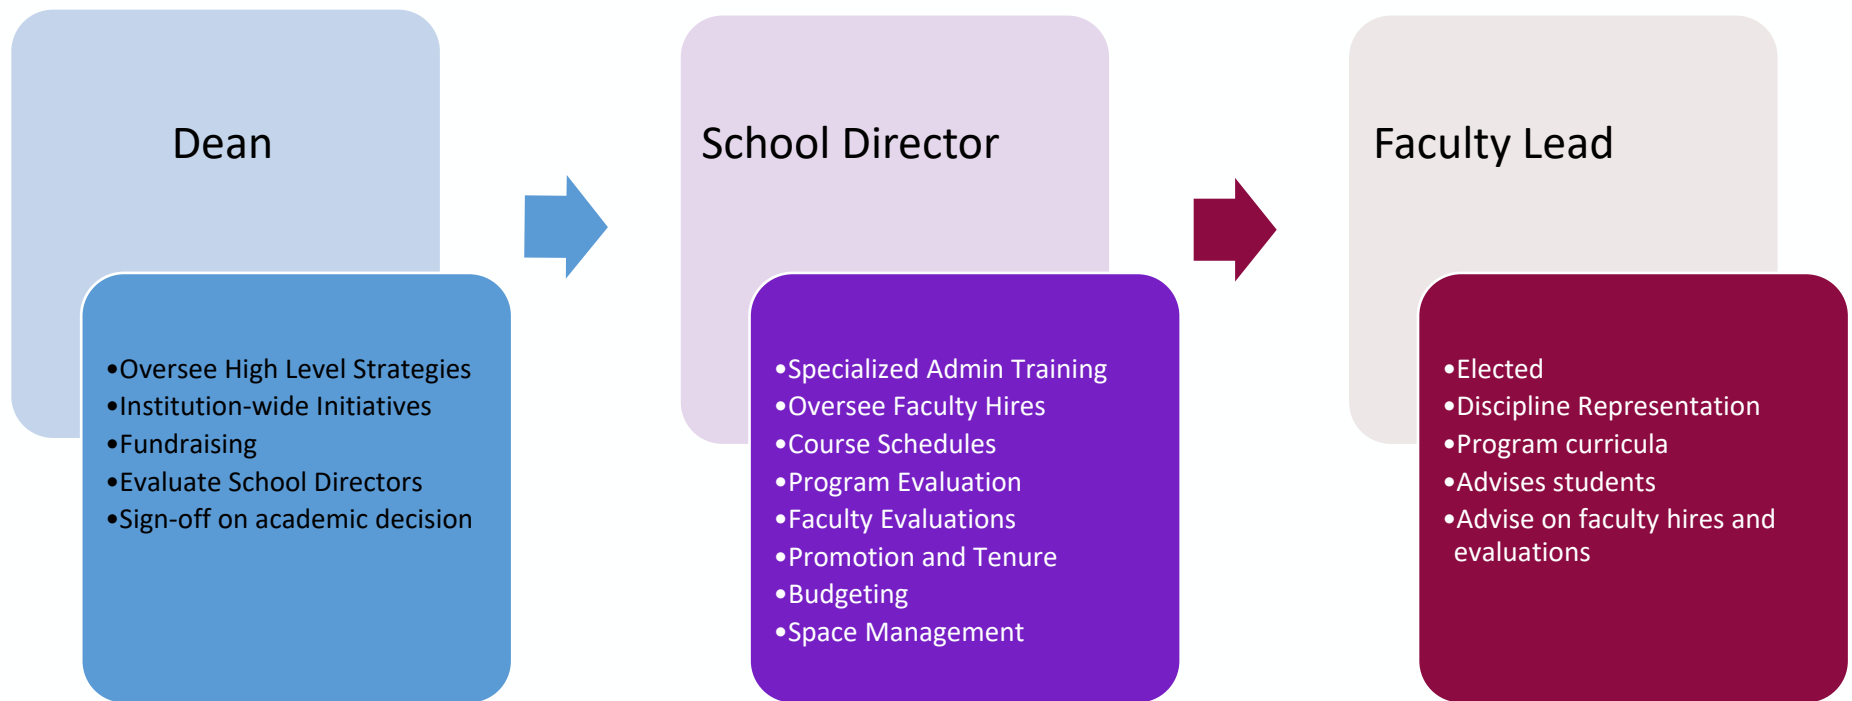 Dean
•Oversee High Level Strategies
•Institution-wide Initiatives
•Fundraising
•Evaluate School Directors
•Sign-off on academic decision
School Director
•Specialized Admin Training
•Oversee Faculty Hires
•Course Schedules
•Program Evaluation
•Faculty Evaluations
•Promotion and Tenure
•Budgeting
•Space Management
Faculty Lead
•Elected
•Discipline Representation
•Program curricula
•Advises students
•Advise on faculty hires and
evaluations